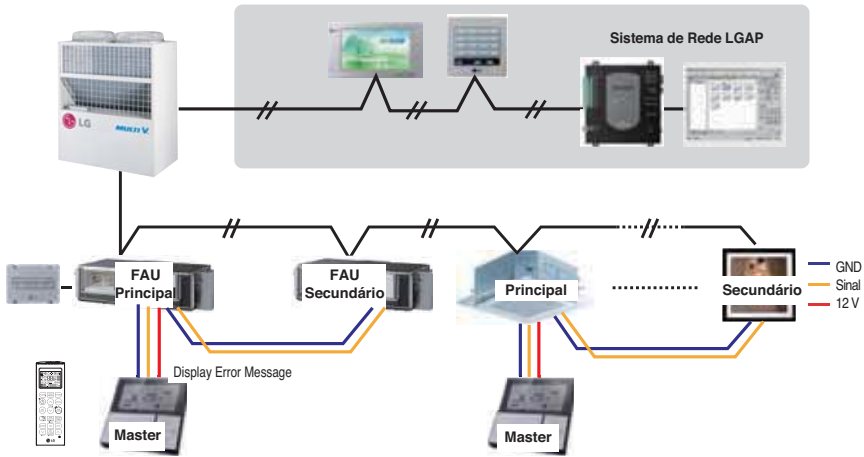 Sistema de Rede LGAP
LG
MULTI V.
FAU
Principal
FAU
Secundário
Principal
Secundário
GND
Sinal
12 V
Display Error Message
Master
Master
LG